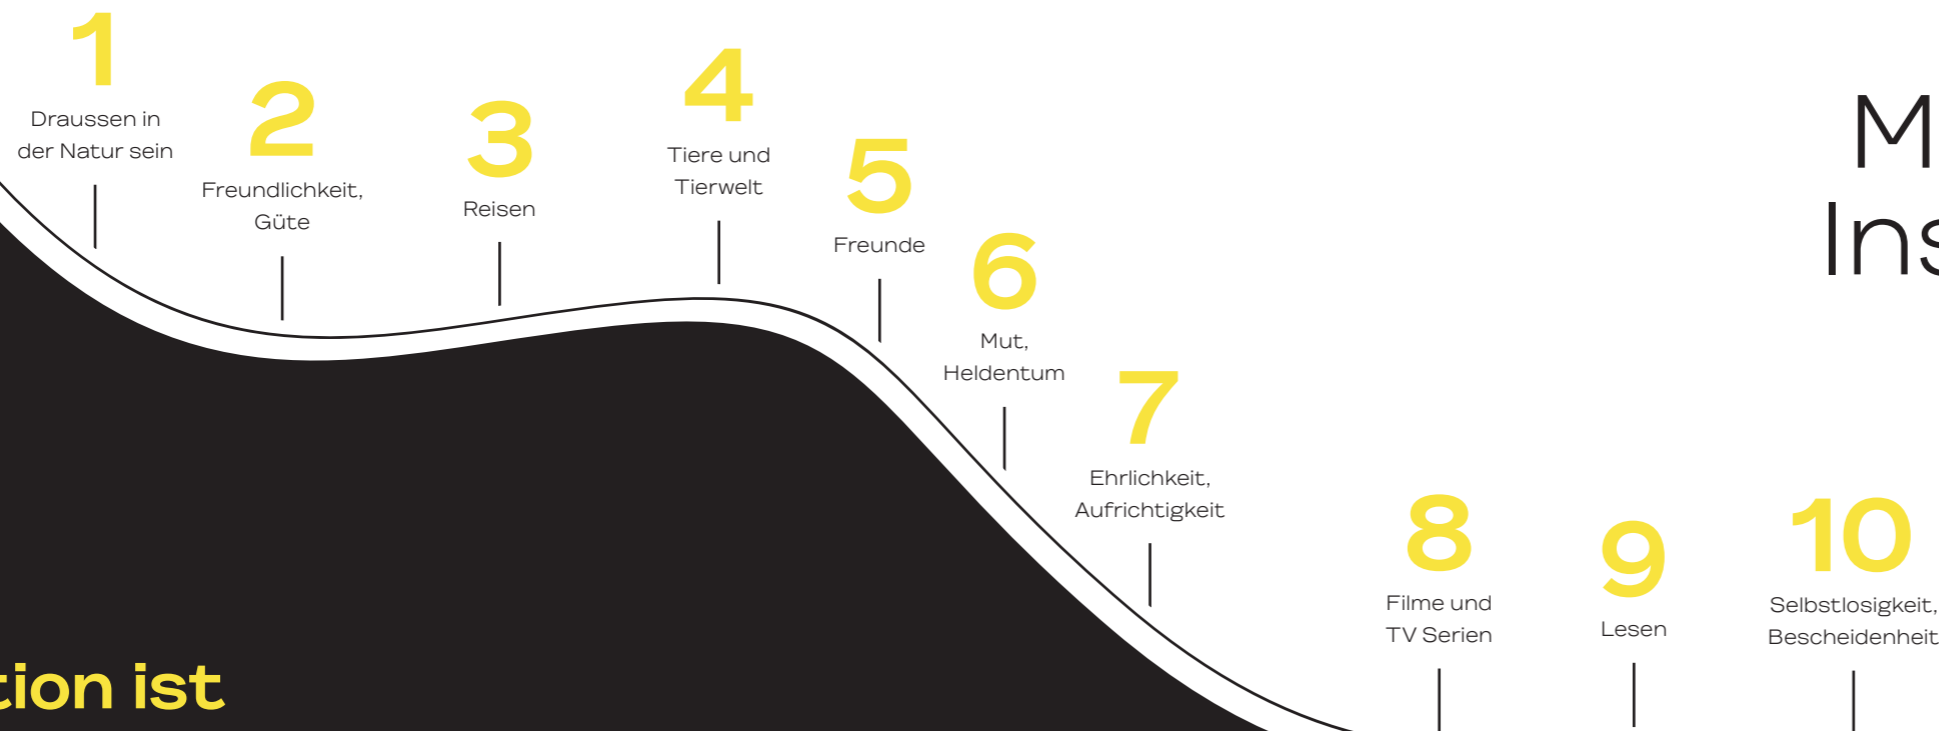 1
Draussen in
der Natur sein
2
Freundlichkeit,
Güte
3
Reisen
4
Tiere und
Tierwelt
5
Freunde
6
Mut,
Heldentum
7
Ehrlichkeit,
Aufrichtigkeit
8
Filme und
TV Serien
9
Lesen
10
Selbstlosigkeit,
Bescheidenheit
M
Ins
tion ist